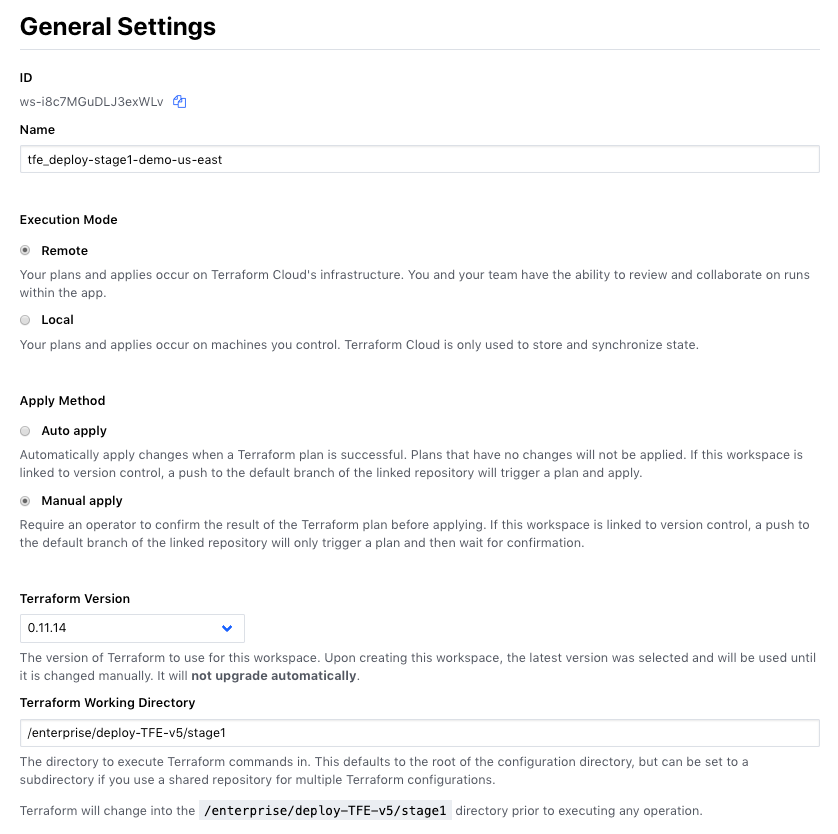 General Settings
ID
ws-i8c7MGuDLJ3exWLv
Name
tfe_deploy-stage1-demo-us-east
Execution Mode
Remote
Your plans and applies occur on Terraform Cloud's infrastructure. You and your team have the ability to review and collaborate on runs
within the app.
Local
Your plans and applies occur on machines you control. Terraform Cloud is only used to store and synchronize state.
Apply Method
Auto apply
Automatically apply changes when a Terraform plan is successful. Plans that have no changes will not be applied. If this workspace is
linked to version control, a push to the default branch of the linked repository will trigger a plan and apply.
Manual apply
Require an operator to confirm the result of the Terraform plan before applying. If this workspace is linked to version control, a push to
the default branch of the linked repository will only trigger a plan and then wait for confirmation.
Terraform Version
0.11.14
The version of Terraform to use for this workspace. Upon creating this workspace, the latest version was selected and will be used until
it is changed manually. It will not upgrade automatically.
Terraform Working Directory
/enterprise/deploy-TFE-v5/stage1
The directory to execute Terraform commands in. This defaults to the root of the configuration directory, but can be set to a
subdirectory if you use a shared repository for multiple Terraform configurations.
Terraform will change into the /enterprise/deploy-TFE-v5/stage1 directory prior to executing any operation.